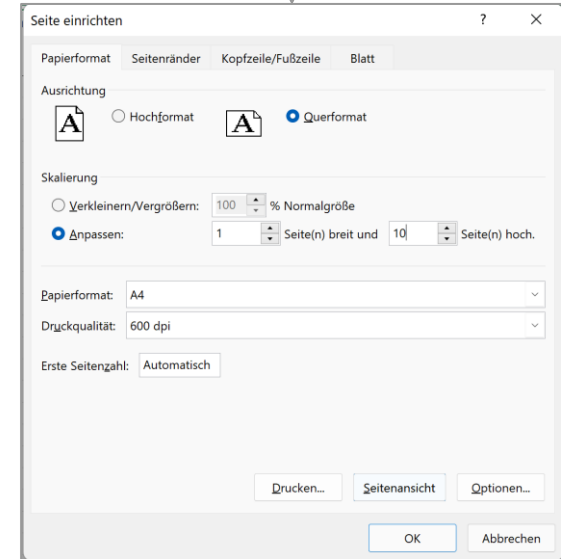 Seite einrichten ? ×
Papierformat Seitenränder Kopfzeile/Fußzeile Blatt
Ausrichtung
A Hochformat A Querformat
Skalierung
Verkleinern/Vergrößern: 100 % Normalgröße
Anpassen: 1 Seite(n) breit und 10 Seite(n) hoch.
Papierformat: A4
Druckqualität: 600 dpi
Erste Seitenzahl: Automatisch
Drucken... Seitenansicht Optionen...
OK Abbrechen